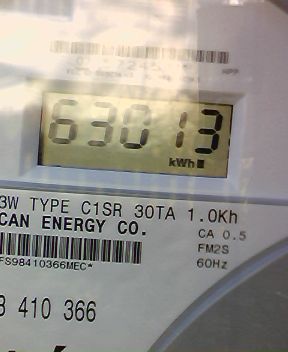 63013
kWh
3W TYPE C1SR 30TA 1.0Kh
CAN ENERGY CO.
CA 0.5
FM2S
FS98410366MEC*
60Hz
8 410 366